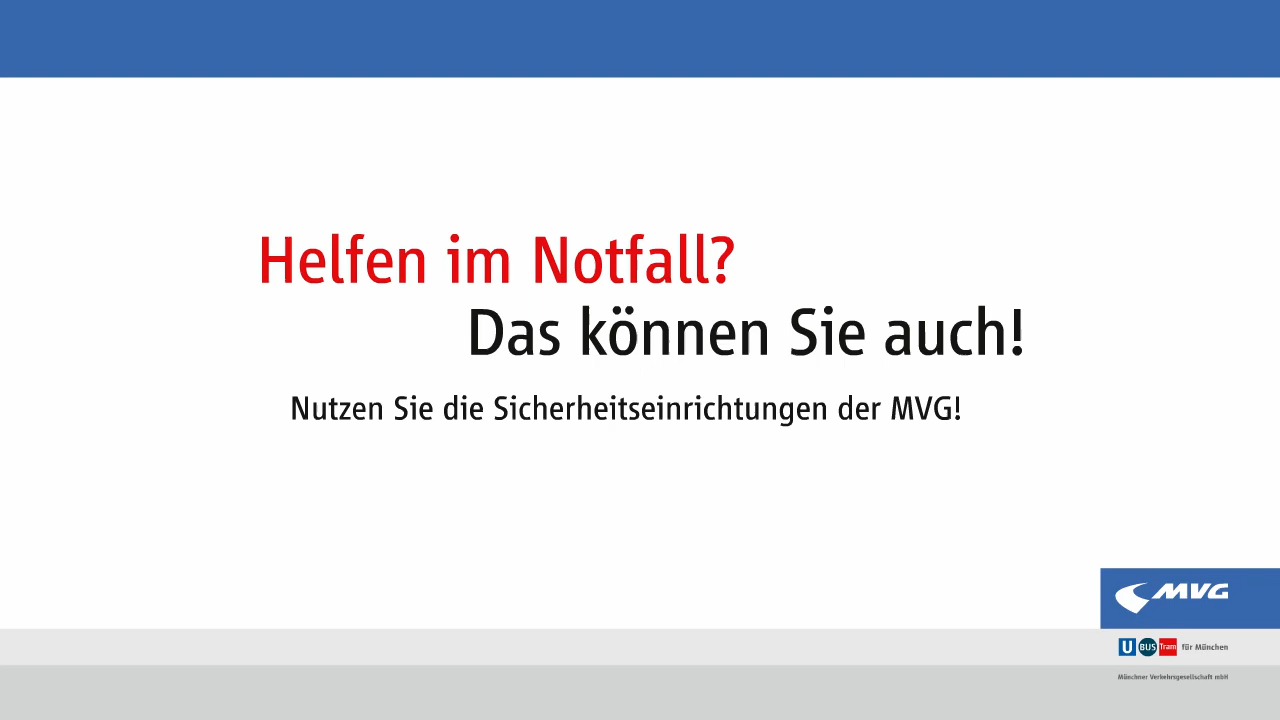 Helfen im Notfall?
Das können Sie auch!
Nutzen Sie die Sicherheitseinrichtungen der MVG!
MVG
U BUS Tram für München
Münchner Verkehrsgesellschaft mbH